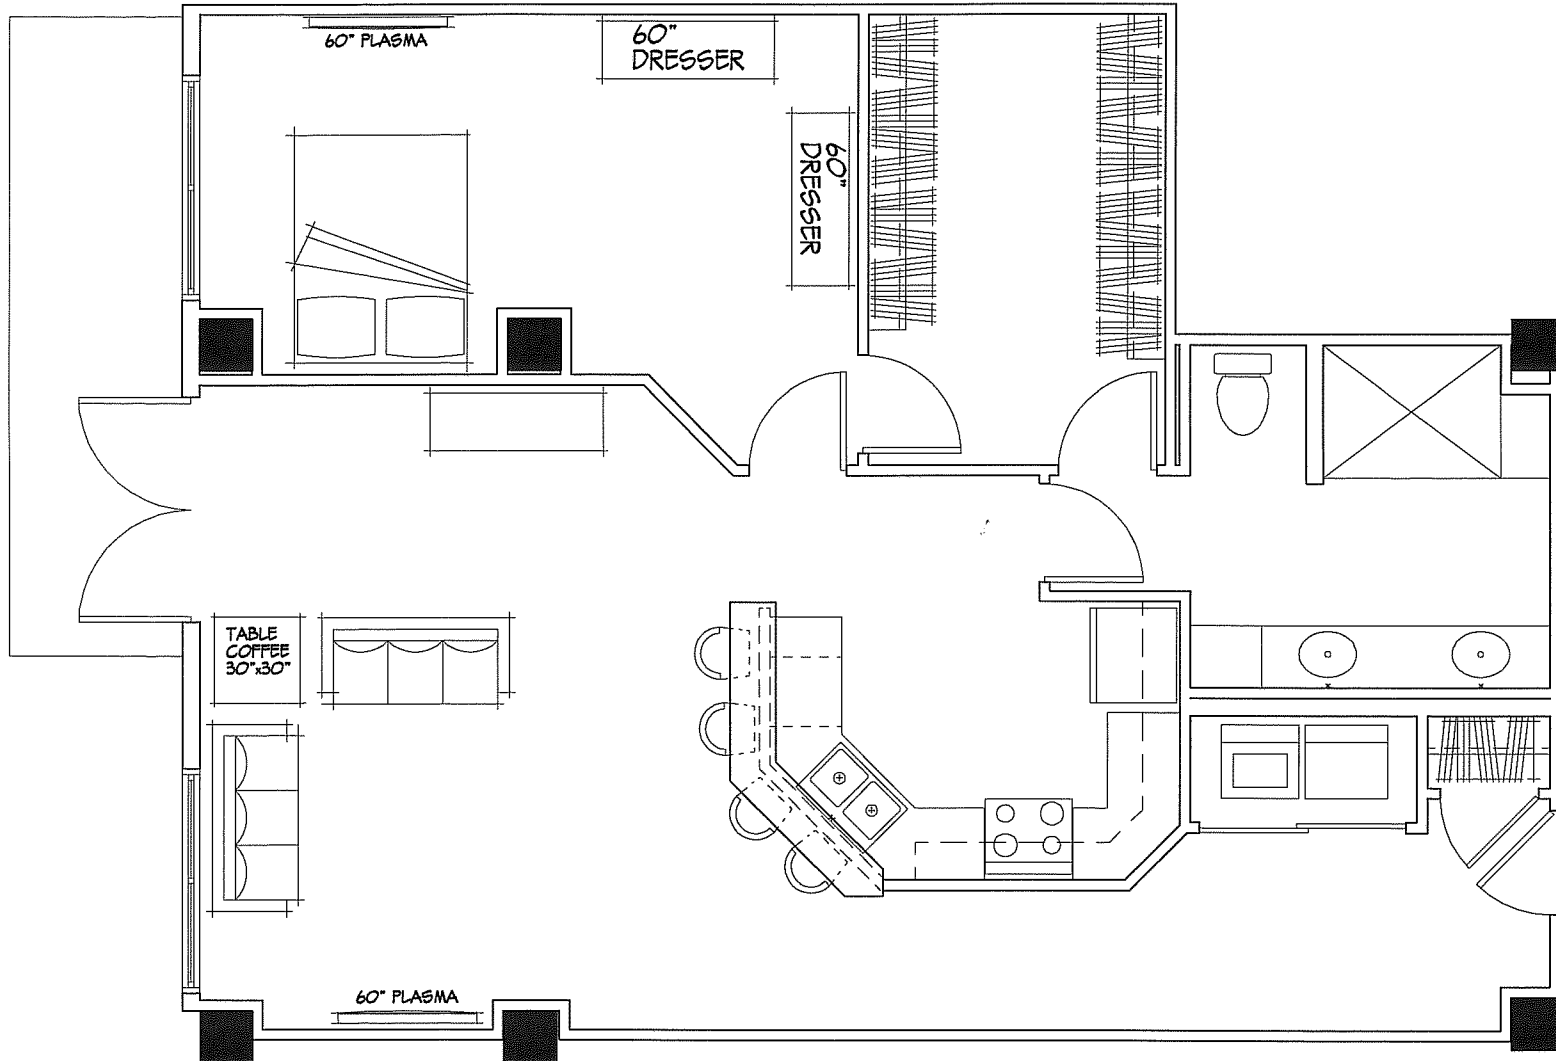 60" PLASMA
60"
DRESSER
60"
DRESSER
TABLE
COFFEE
30"x30"
60" PLASMA